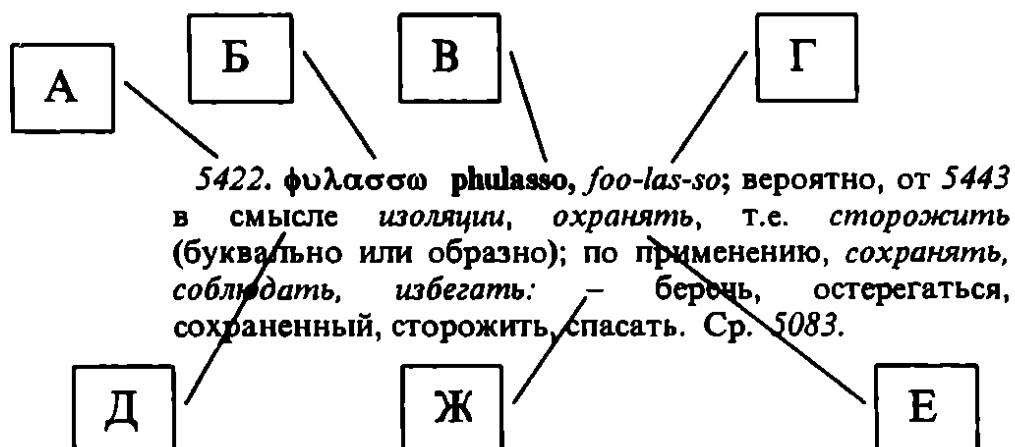 А
Б
В
Г
5422. φυλασσω phulasso, foo-las-so; вероятно, от 5443
в смысле изоляции, охранять, т.е. сторожить
(буквально или образно); по применению, сохранять,
соблюдать, избегать: – беречь, остерегаться,
сохраненный, сторожить, спасать. Ср. 5083.
Д
Ж
Е